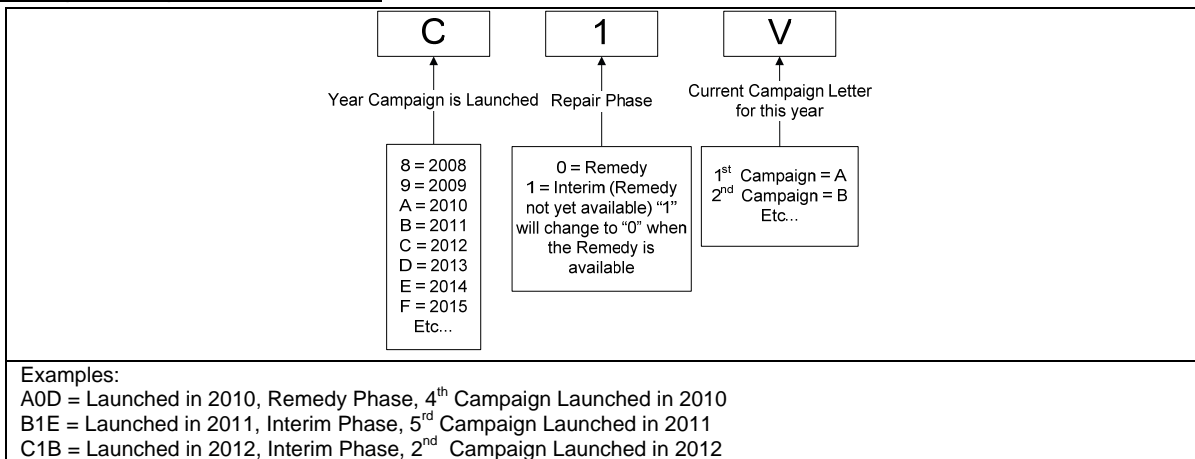 C 1 V
Year Campaign is Launched
Repair Phase
Current Campaign Letter
for this year
8 = 2008
9 = 2009
A = 2010
B = 2011
C = 2012
D = 2013
E = 2014
F = 2015
Etc...
0 = Remedy
1 = Interim (Remedy
not yet available) “1”
will change to “0” when
the Remedy is
available
1st Campaign = A
2nd Campaign = B
Etc...
Examples:
A0D = Launched in 2010, Remedy Phase, 4th Campaign Launched in 2010
B1E = Launched in 2011, Interim Phase, 5rd Campaign Launched in 2011
C1B = Launched in 2012, Interim Phase, 2nd Campaign Launched in 2012